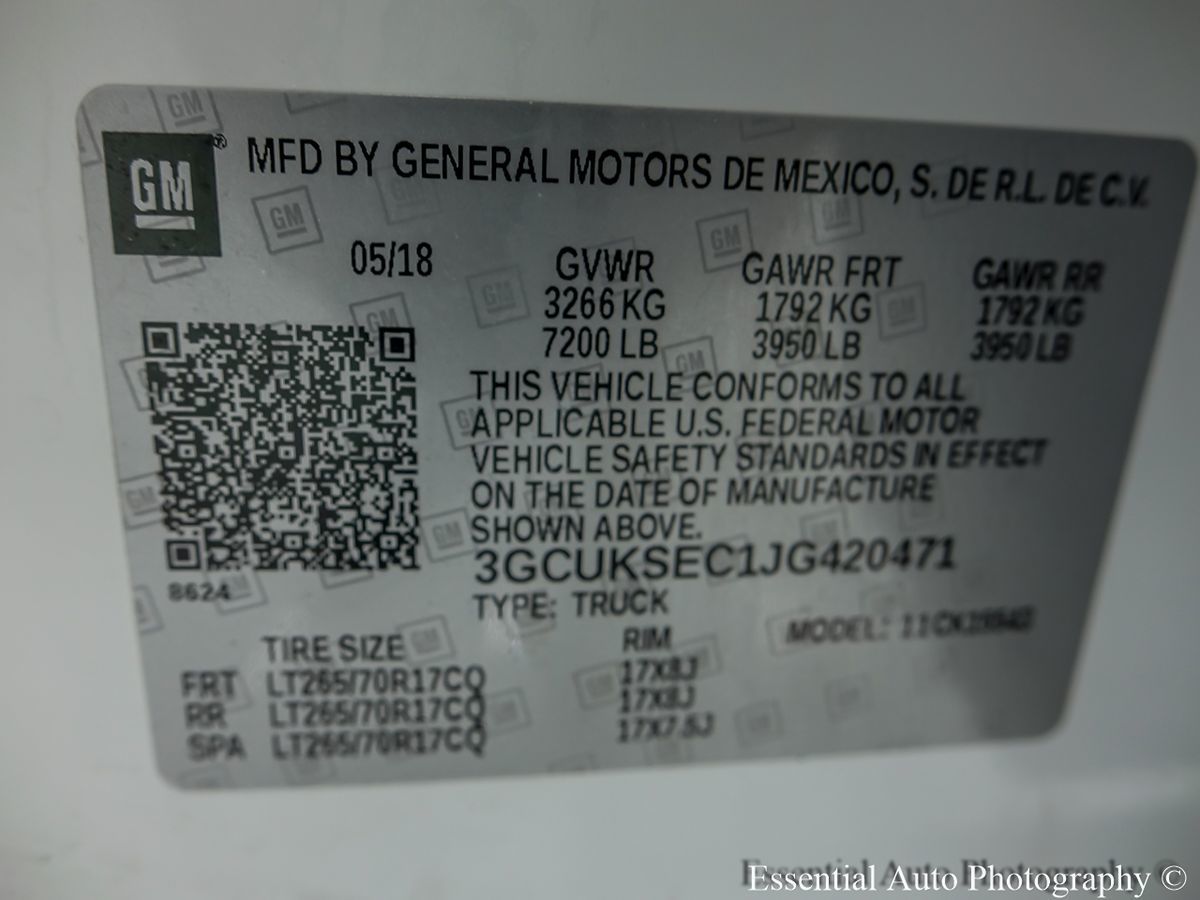 GM® MFD BY GENERAL MOTORS DE MEXICO, S. DE R.L. DE C.V.
05/18 GVWR GAWR FRT GAWR RR
3266 KG 1792 KG 1792 KG
7200 LB 3950 LB 3950 LB
THIS VEHICLE CONFORMS TO ALL
APPLICABLE U.S. FEDERAL MOTOR
VEHICLE SAFETY STANDARDS IN EFFECT
ON THE DATE OF MANUFACTURE
SHOWN ABOVE.
8624 3GCUKSEC1JG420471
TYPE: TRUCK MODEL:
TIRE SIZE RIM
FRT LT265/70R17CQ 17X8J
RR LT265/70R17CQ 17X8J
SPA LT265/70R17CQ 17X7.5J
Essential Auto Photography ©